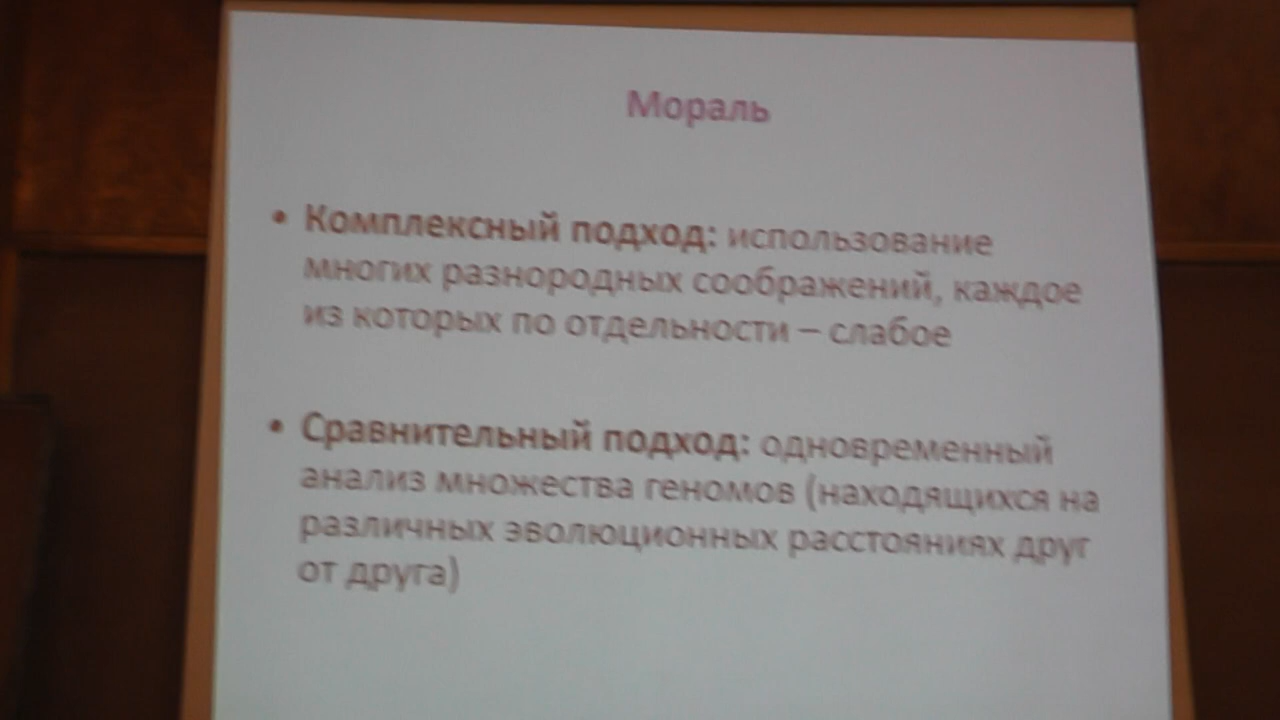 Мораль
• Комплексный подход: использование
многих разнородных соображений, каждое
из которых по отдельности – слабое
• Сравнительный подход: одновременный
анализ множества геномов (находящихся на
различных эволюционных расстояниях друг
от друга)